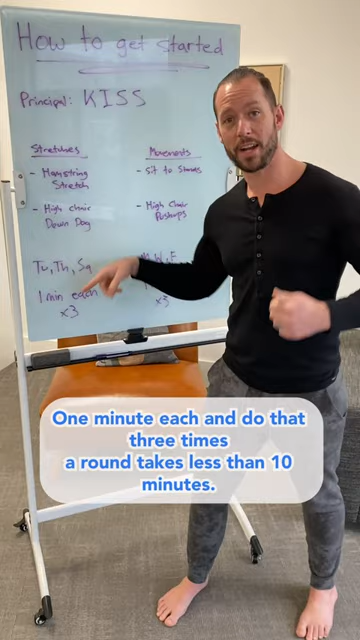 How to get started
Principal: KISS
Stretches
- Hamstring
Stretch
- High Chair
Down Dog
Tu, Th, Sa
1 min each
x3
Movements
- Sit to Stands
- High Chair
Pushups
M, W, F
x3
One minute each and do that
three times
a round takes less than 10
minutes.